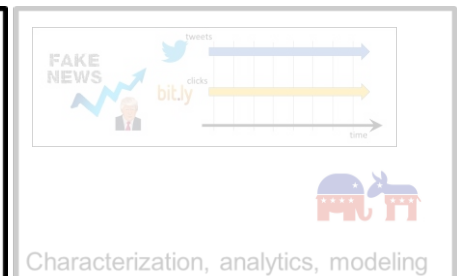 tweets
FAKE
NEWS
clicks
bit.ly
time
Characterization, analytics, modeling